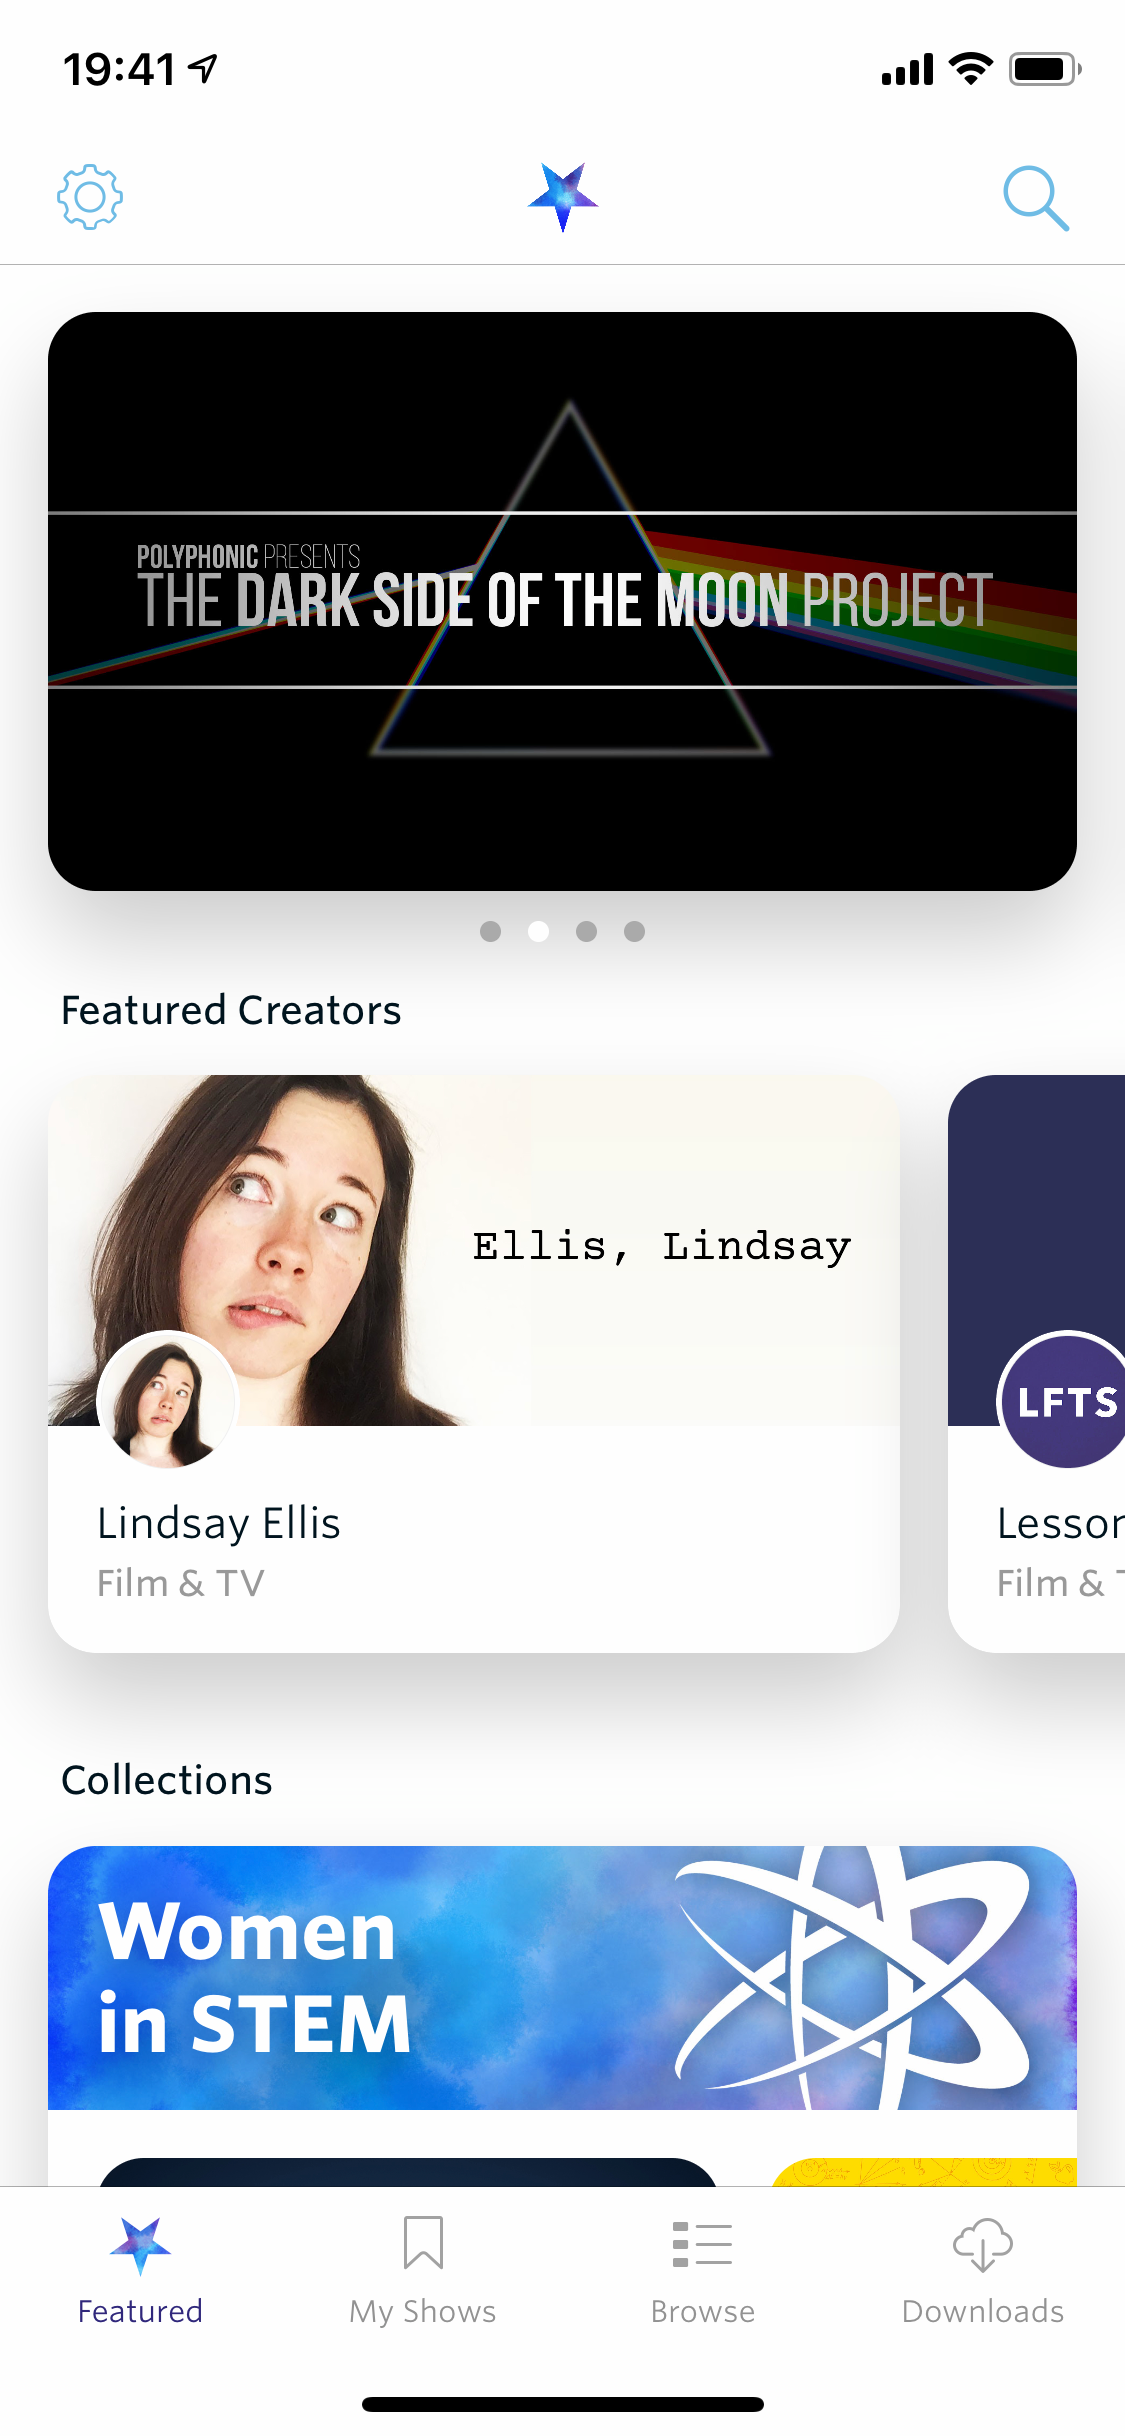 19:41
POLYPHONIC PRESENTS
THE DARK SIDE OF THE MOON PROJECT
Featured Creators
Ellis, Lindsay
LFTS
Lindsay Ellis
Film & TV
Lesson
Film & T
Collections
Women
in STEM
Featured
My Shows
Browse
Downloads